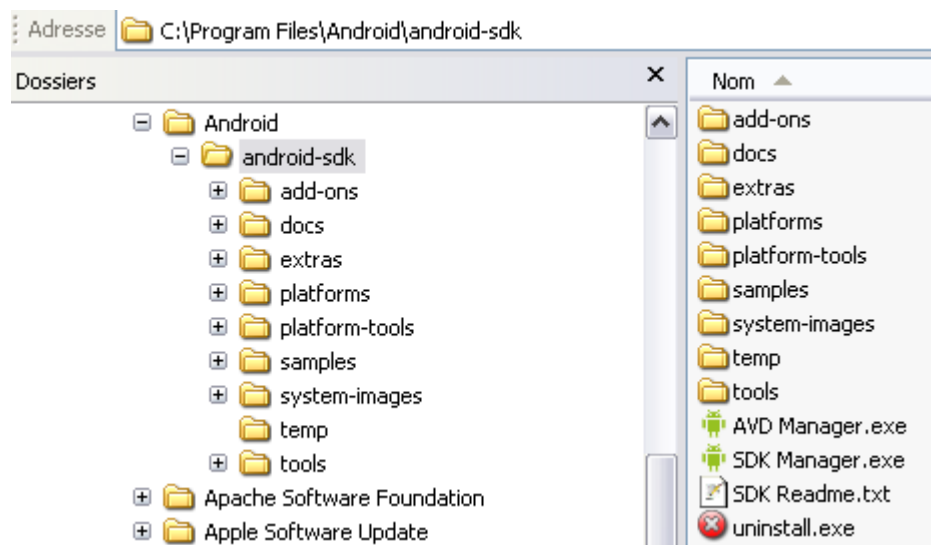 Adresse C:\Program Files\Android\android-sdk
Dossiers
Android
android-sdk
add-ons
docs
extras
platforms
platform-tools
samples
system-images
temp
tools
Apache Software Foundation
Apple Software Update
Nom
add-ons
docs
extras
platforms
platform-tools
samples
system-images
temp
tools
AVD Manager.exe
SDK Manager.exe
SDK Readme.txt
uninstall.exe